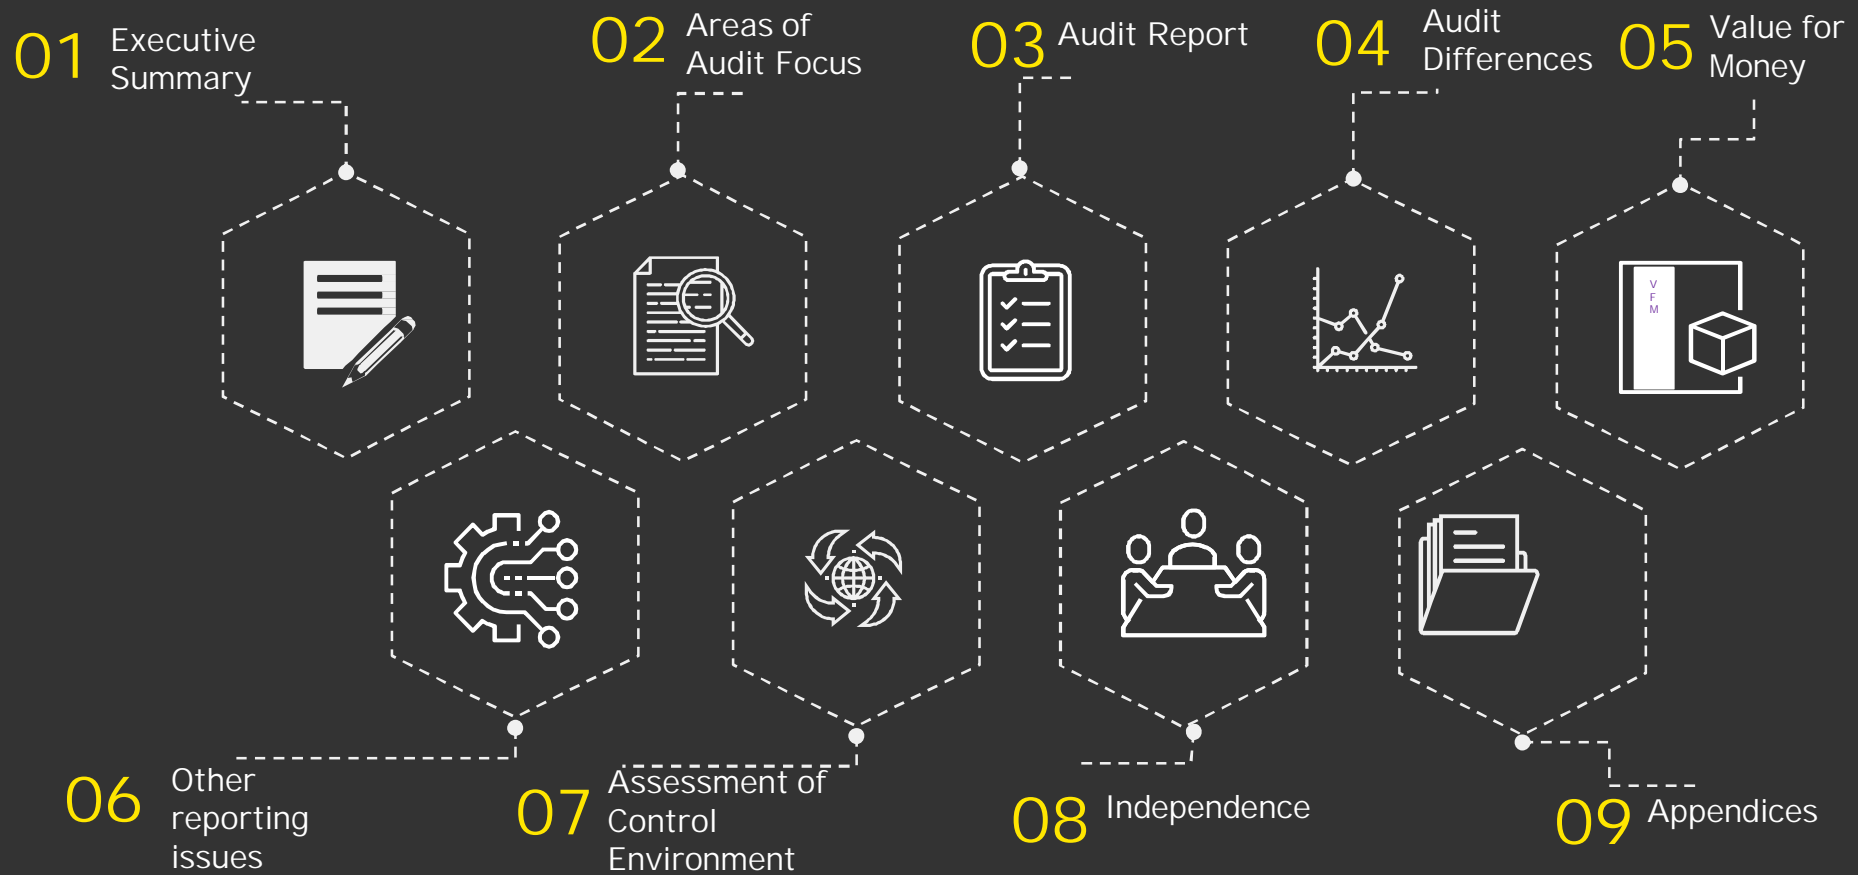 01
Executive
Summary
02
Areas of
Audit Focus
03
Audit Report
04
Audit
Differences
05
Value for
Money
V
F
M
06
Other
reporting
issues
07
Assessment of
Control
Environment
08
Independence
09
Appendices